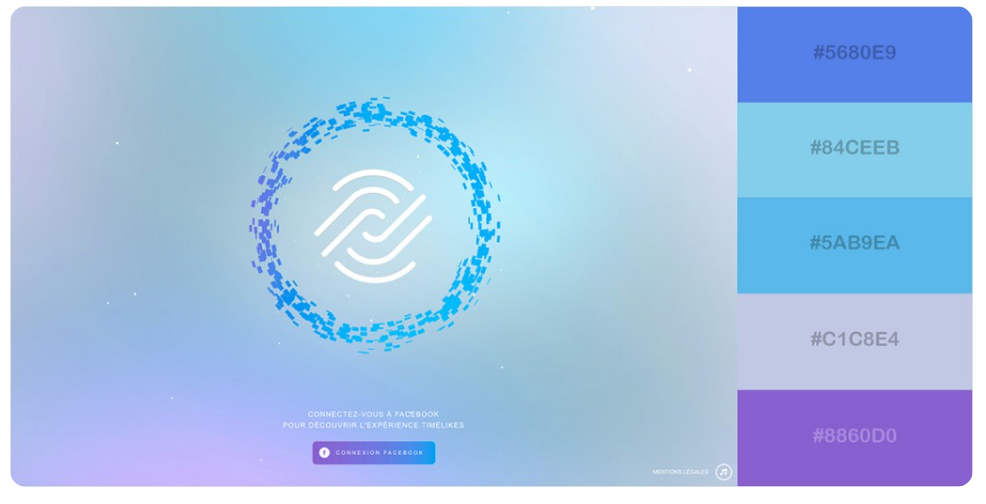 CONNECTEZ-VOUS À FACEBOOK
POUR DÉCOUVRIR L'EXPÉRIENCE TIMELIKES
f CONNEXION FACEBOOK
MENTIONS LÉGALES
#5680E9
#84CEEB
#5AB9EA
#C1C8E4
#8860D0